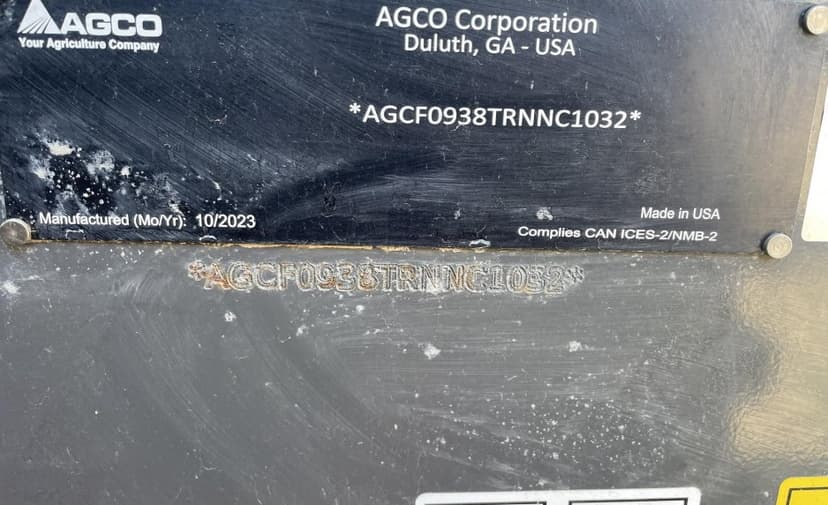 AGCO
Your Agriculture Company
AGCO Corporation
Duluth, GA - USA
*AGCF0938TRNNC1032*
Manufactured (Mo/Yr): 10/2023
Made in USA
Complies CAN ICES-2/NMB-2
*AGCF0938TRNNC1032*